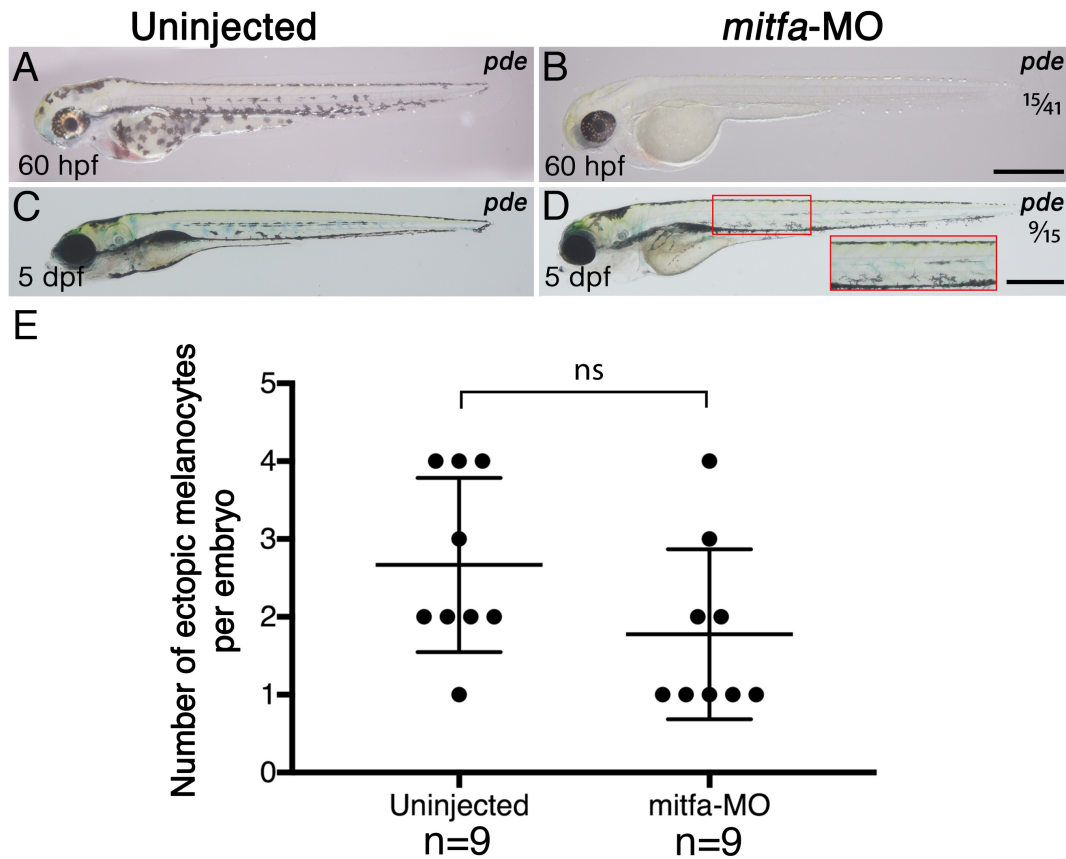 Uninjected
mitfa-MO
A
pde
60 hpf
B
pde
15/41
60 hpf
C
pde
5 dpf
D
pde
9/15
5 dpf
E
Number of ectopic melanocytes
per embryo
5
4
3
2
1
0
ns
Uninjected
n=9
mitfa-MO
n=9